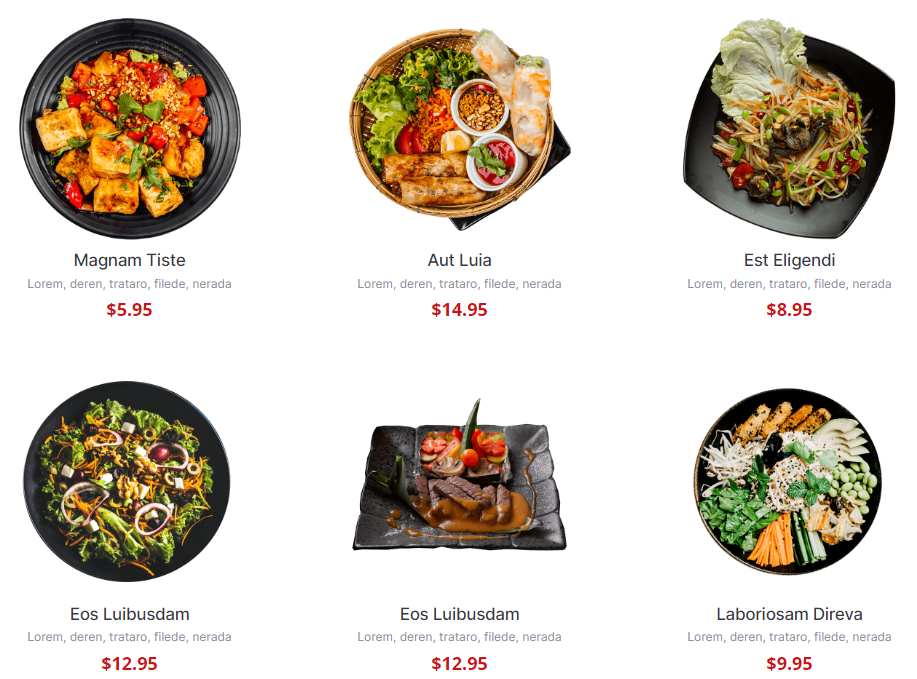 Magnam Tiste
Lorem, deren, trataro, filede, nerada
$5.95
Aut Luia
Lorem, deren, trataro, filede, nerada
$14.95
Est Eligendi
Lorem, deren, trataro, filede, nerada
$8.95
Eos Luibusdam
Lorem, deren, trataro, filede, nerada
$12.95
Eos Luibusdam
Lorem, deren, trataro, filede, nerada
$12.95
Laboriosam Direva
Lorem, deren, trataro, filede, nerada
$9.95